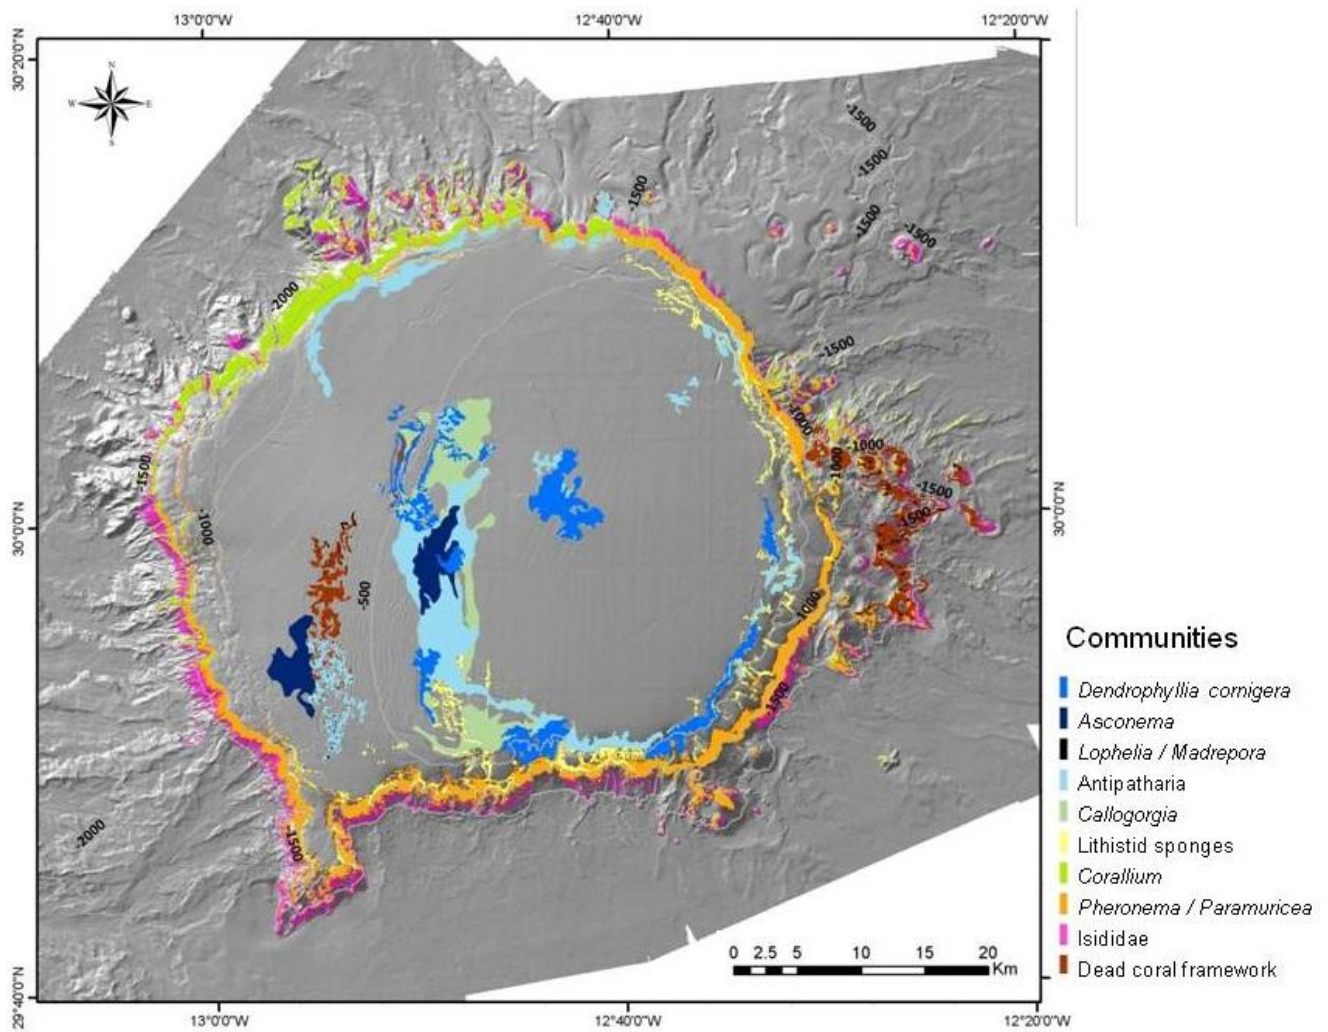 13°0'0"W 12°40'0"W 12°20'0"W
30°20'0"N
N
W E
S
-1500
-1500
-1500
-1500
-1500
-2000
-1500
-1000
-1000
-1000
-1500
-1500
-1500
-1000
30°0'0"N
30°0'0"N
-500
1000
-1500
-2000
-1500
Communities
Dendrophyllia cornigera
Asconema
Lophelia / Madrepora
Antipatharia
Callogorgia
Lithistid sponges
Corallium
Pheronema / Paramuricea
Isididae
Dead coral framework
0 2.5 5 10 15 20
Km
29°40'0"N
13°0'0"W 12°40'0"W 12°20'0"W